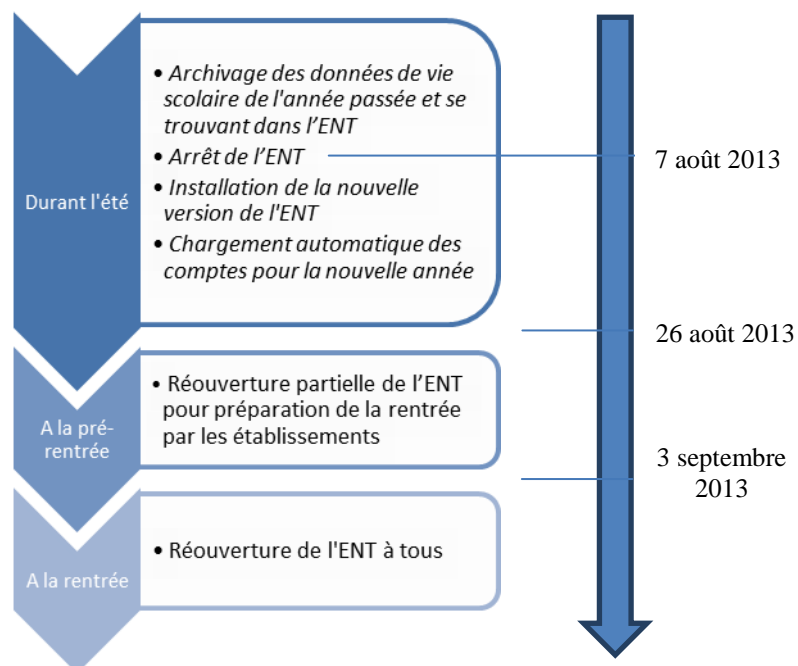 Durant l'été
• Archivage des données de vie
scolaire de l'année passée et se
trouvant dans l’ENT
• Arrêt de l’ENT
• Installation de la nouvelle
version de l'ENT
• Chargement automatique des
comptes pour la nouvelle année
7 août 2013
26 août 2013
A la pré-
rentrée
• Réouverture partielle de l’ENT
pour préparation de la rentrée
par les établissements
3 septembre
2013
A la rentrée
• Réouverture de l'ENT à tous